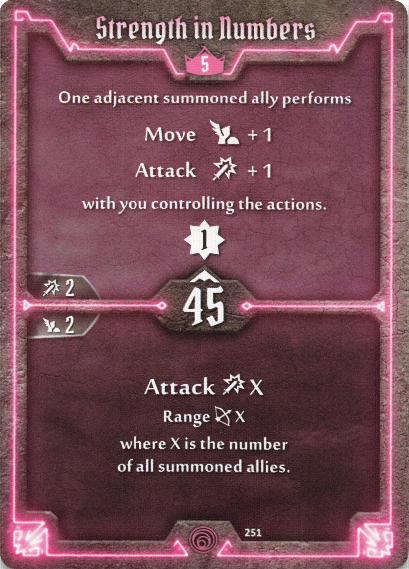 Strength in Numbers
5
One adjacent summoned ally performs
Move +1
Attack +1
with you controlling the actions.
1
2
45
2
Attack X
Range X
where X is the number
of all summoned allies.
251